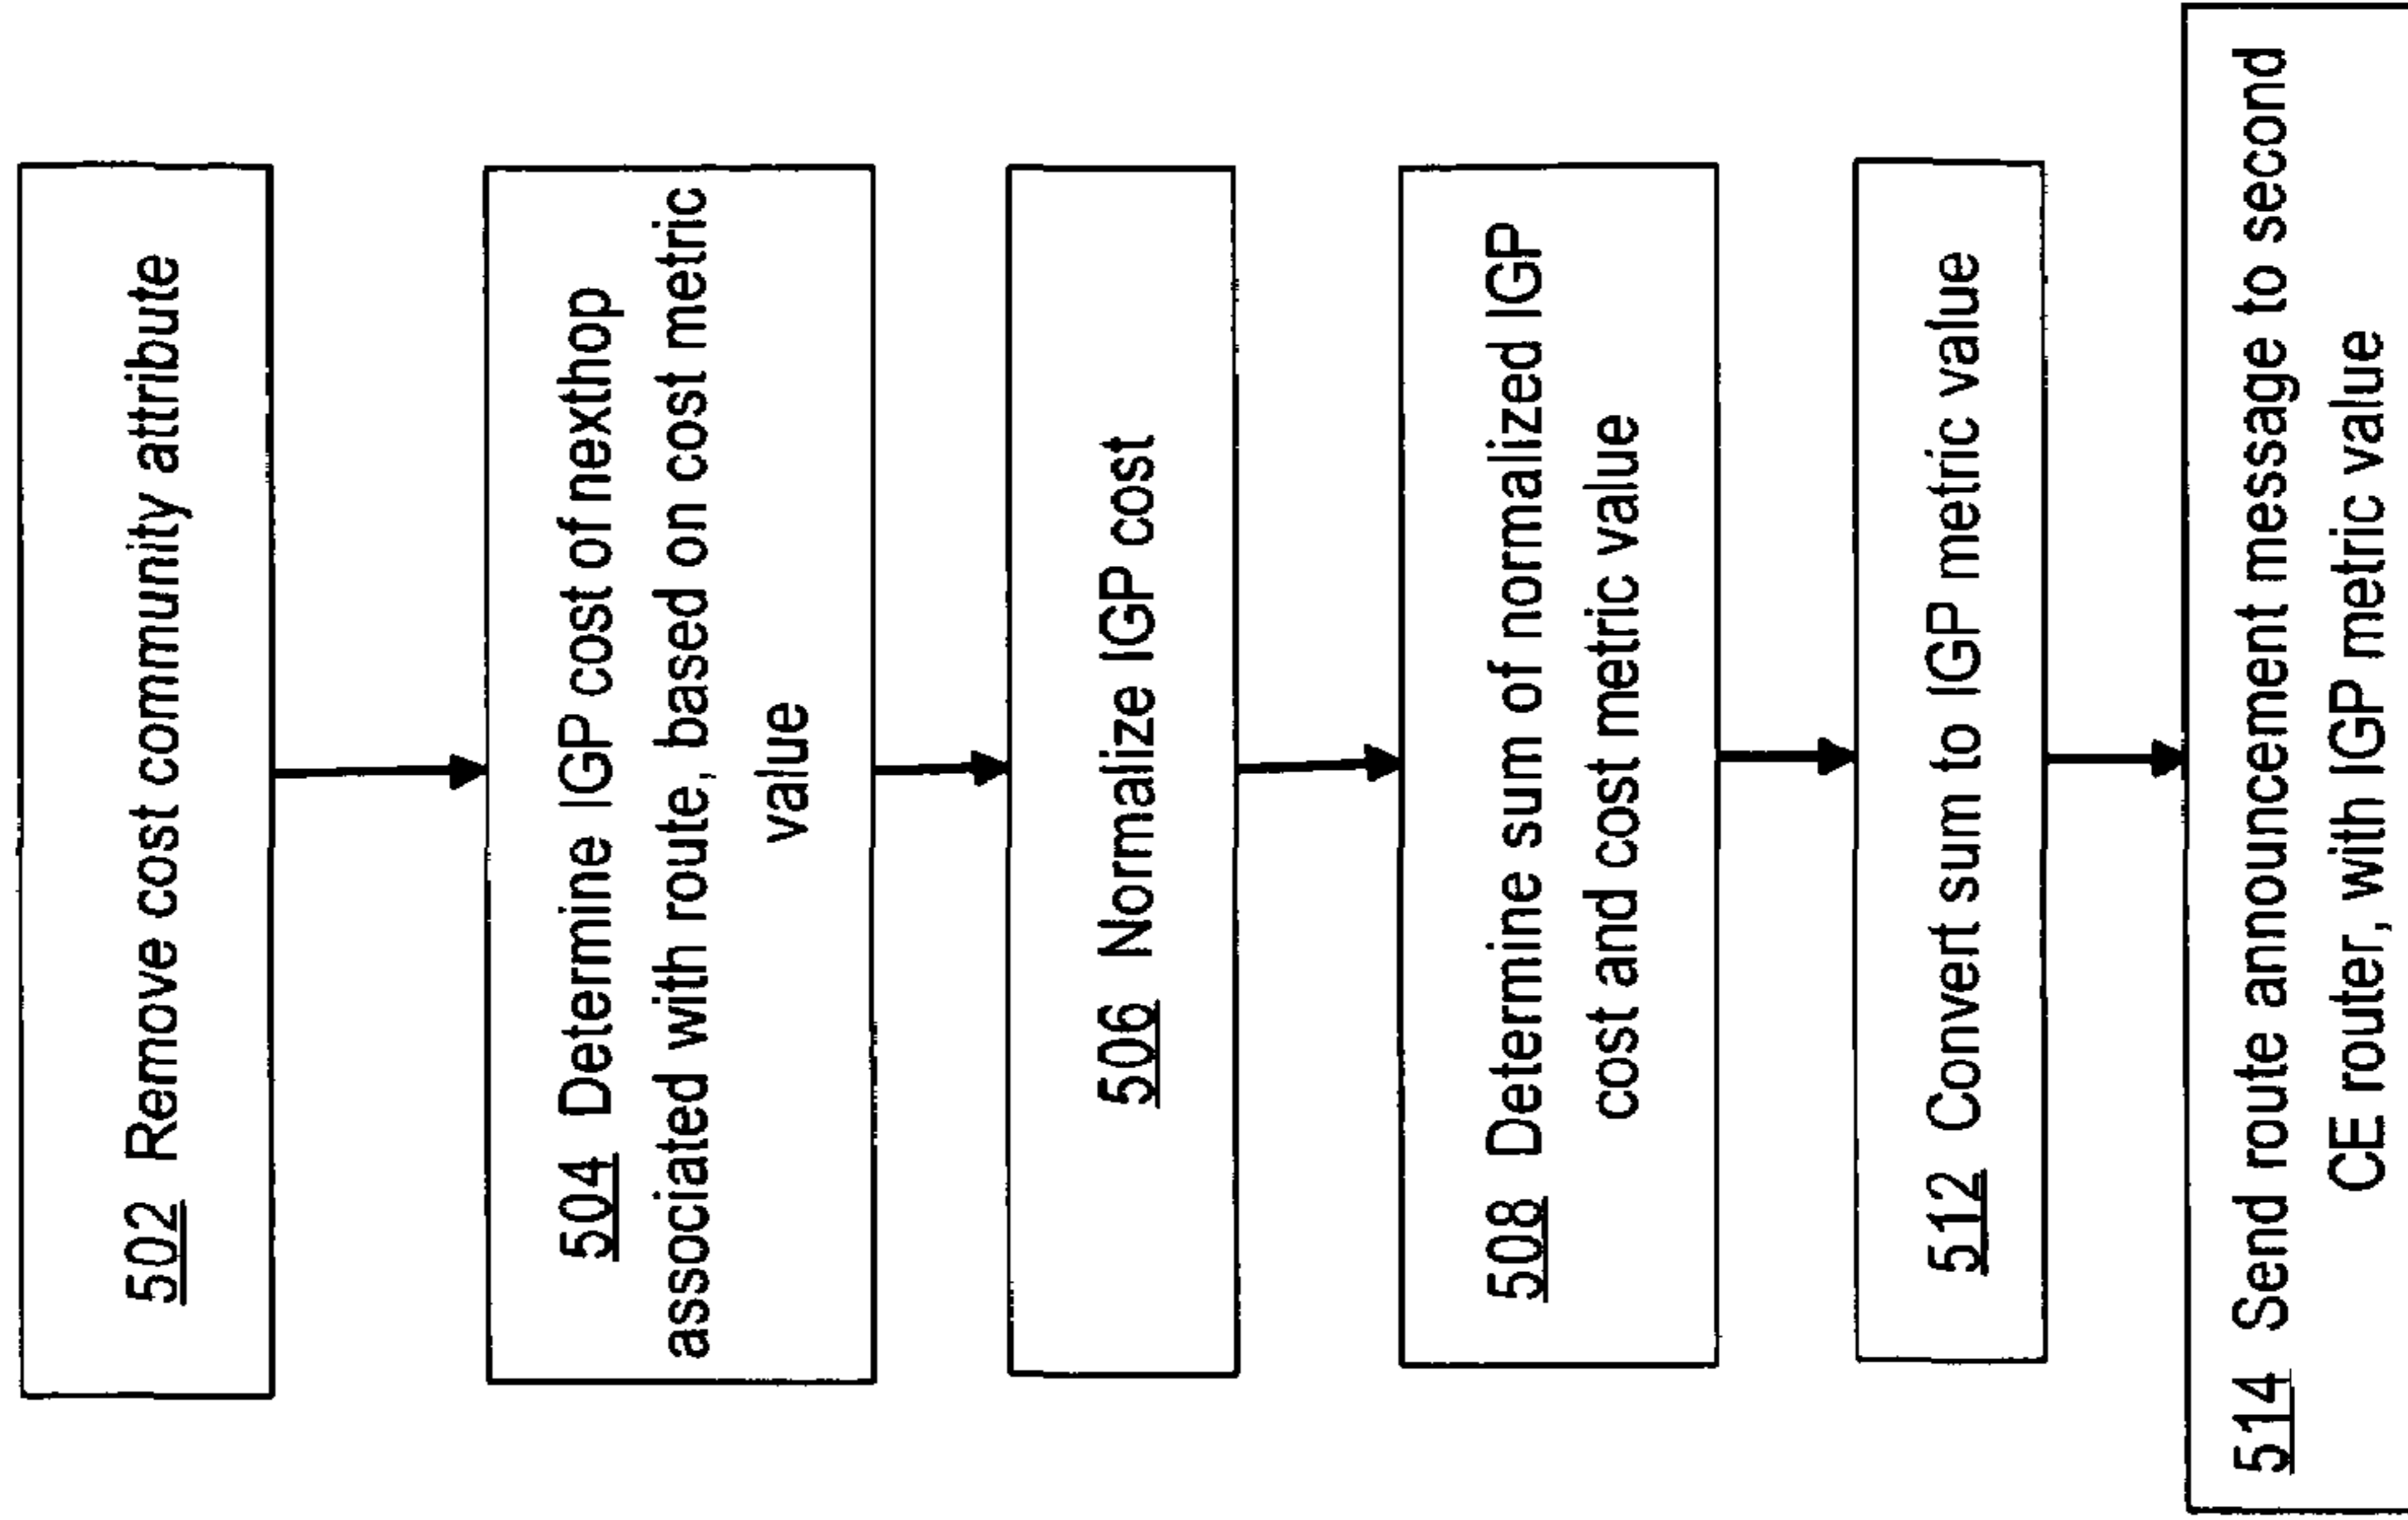 502 Remove cost community attribute
504 Determine IGP cost of nexthop
associated with route, based on cost metric
value
506 Normalize IGP cost
508 Determine sum of normalized IGP
cost and cost metric value
512 Convert sum to IGP metric value
514 Send route announcement message to second
CE router, with IGP metric value